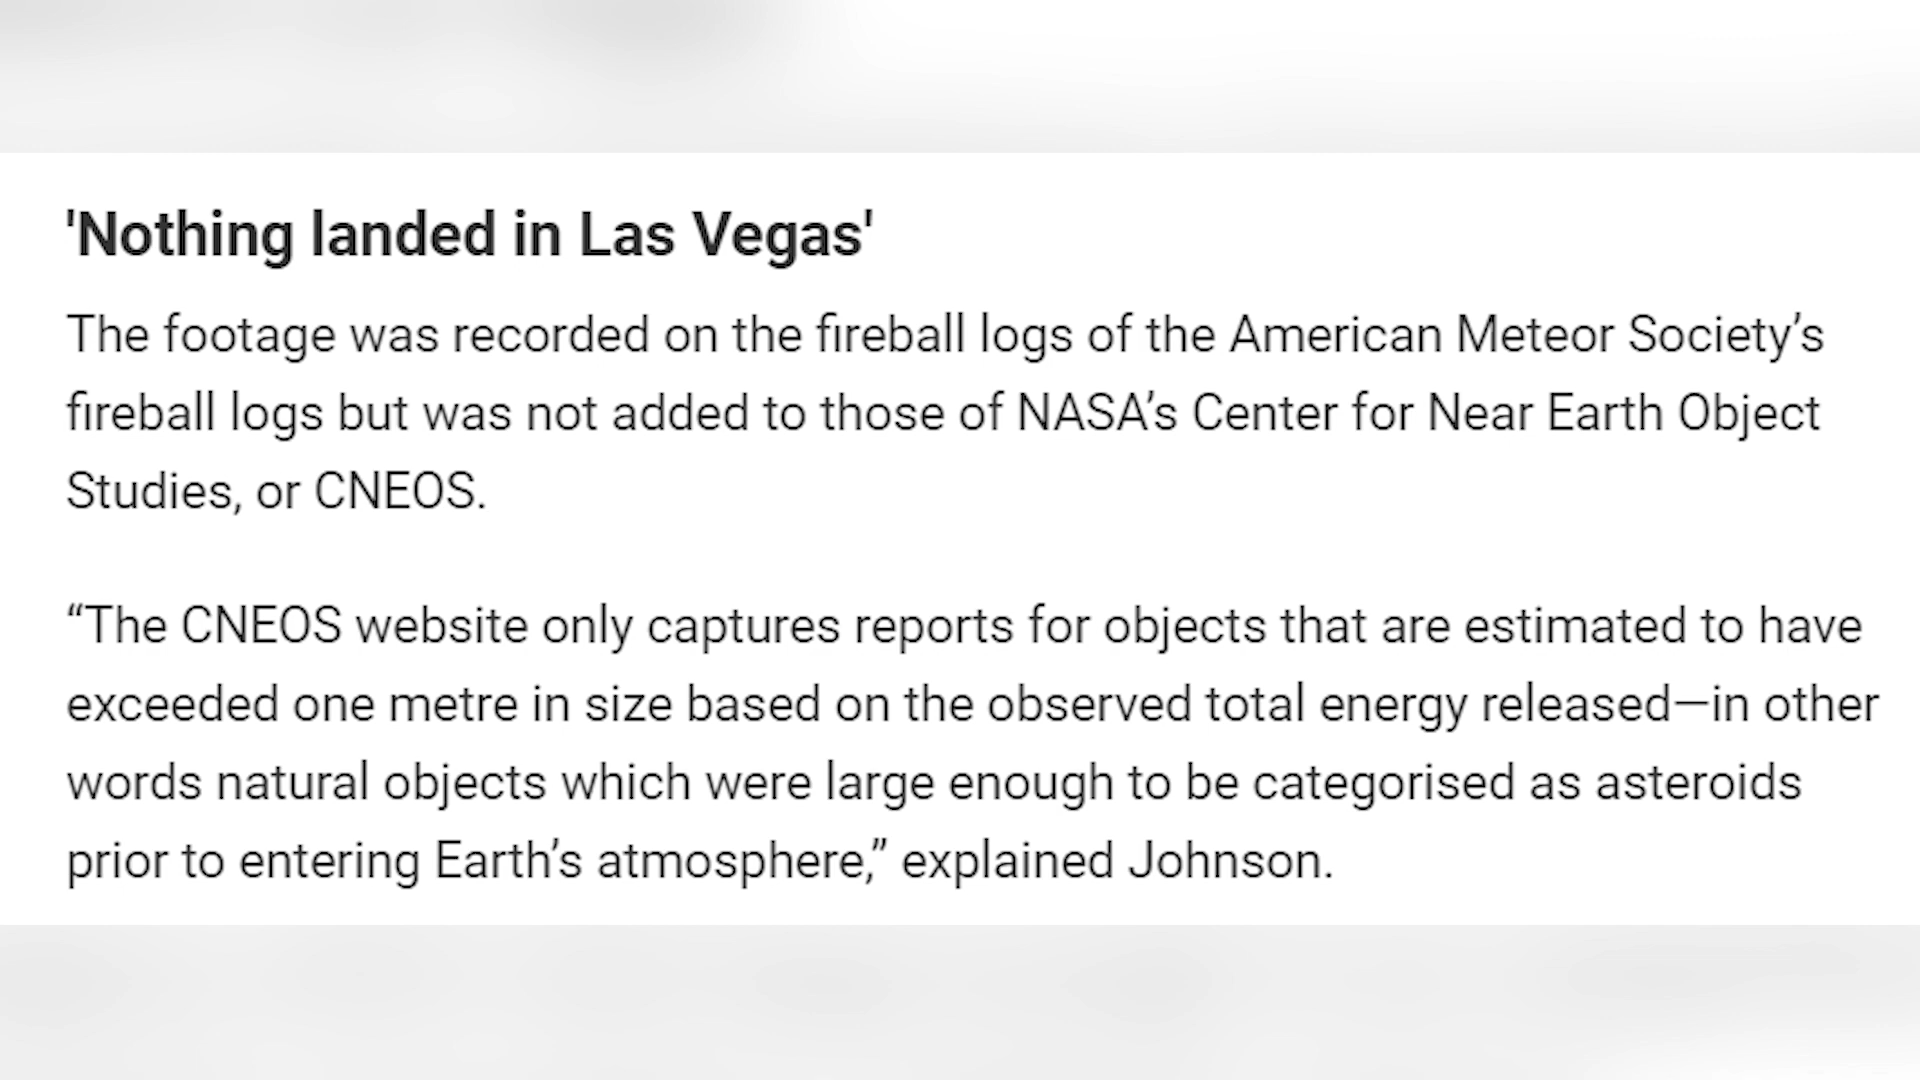 'Nothing landed in Las Vegas'
The footage was recorded on the fireball logs of the American Meteor Society’s
fireball logs but was not added to those of NASA’s Center for Near Earth Object
Studies, or CNEOS.
“The CNEOS website only captures reports for objects that are estimated to have
exceeded one metre in size based on the observed total energy released—in other
words natural objects which were large enough to be categorised as asteroids
prior to entering Earth’s atmosphere,” explained Johnson.